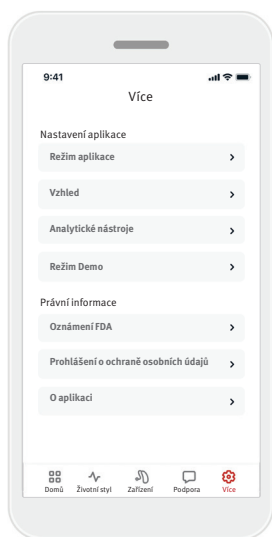 9:41
Více
Nastavení aplikace
Režim aplikace
Vzhled
Analytické nástroje
Režim Demo
Právní informace
Oznámení FDA
Prohlášení o ochraně osobních údajů
O aplikaci
Domů Životní styl Zařízení Podpora Více